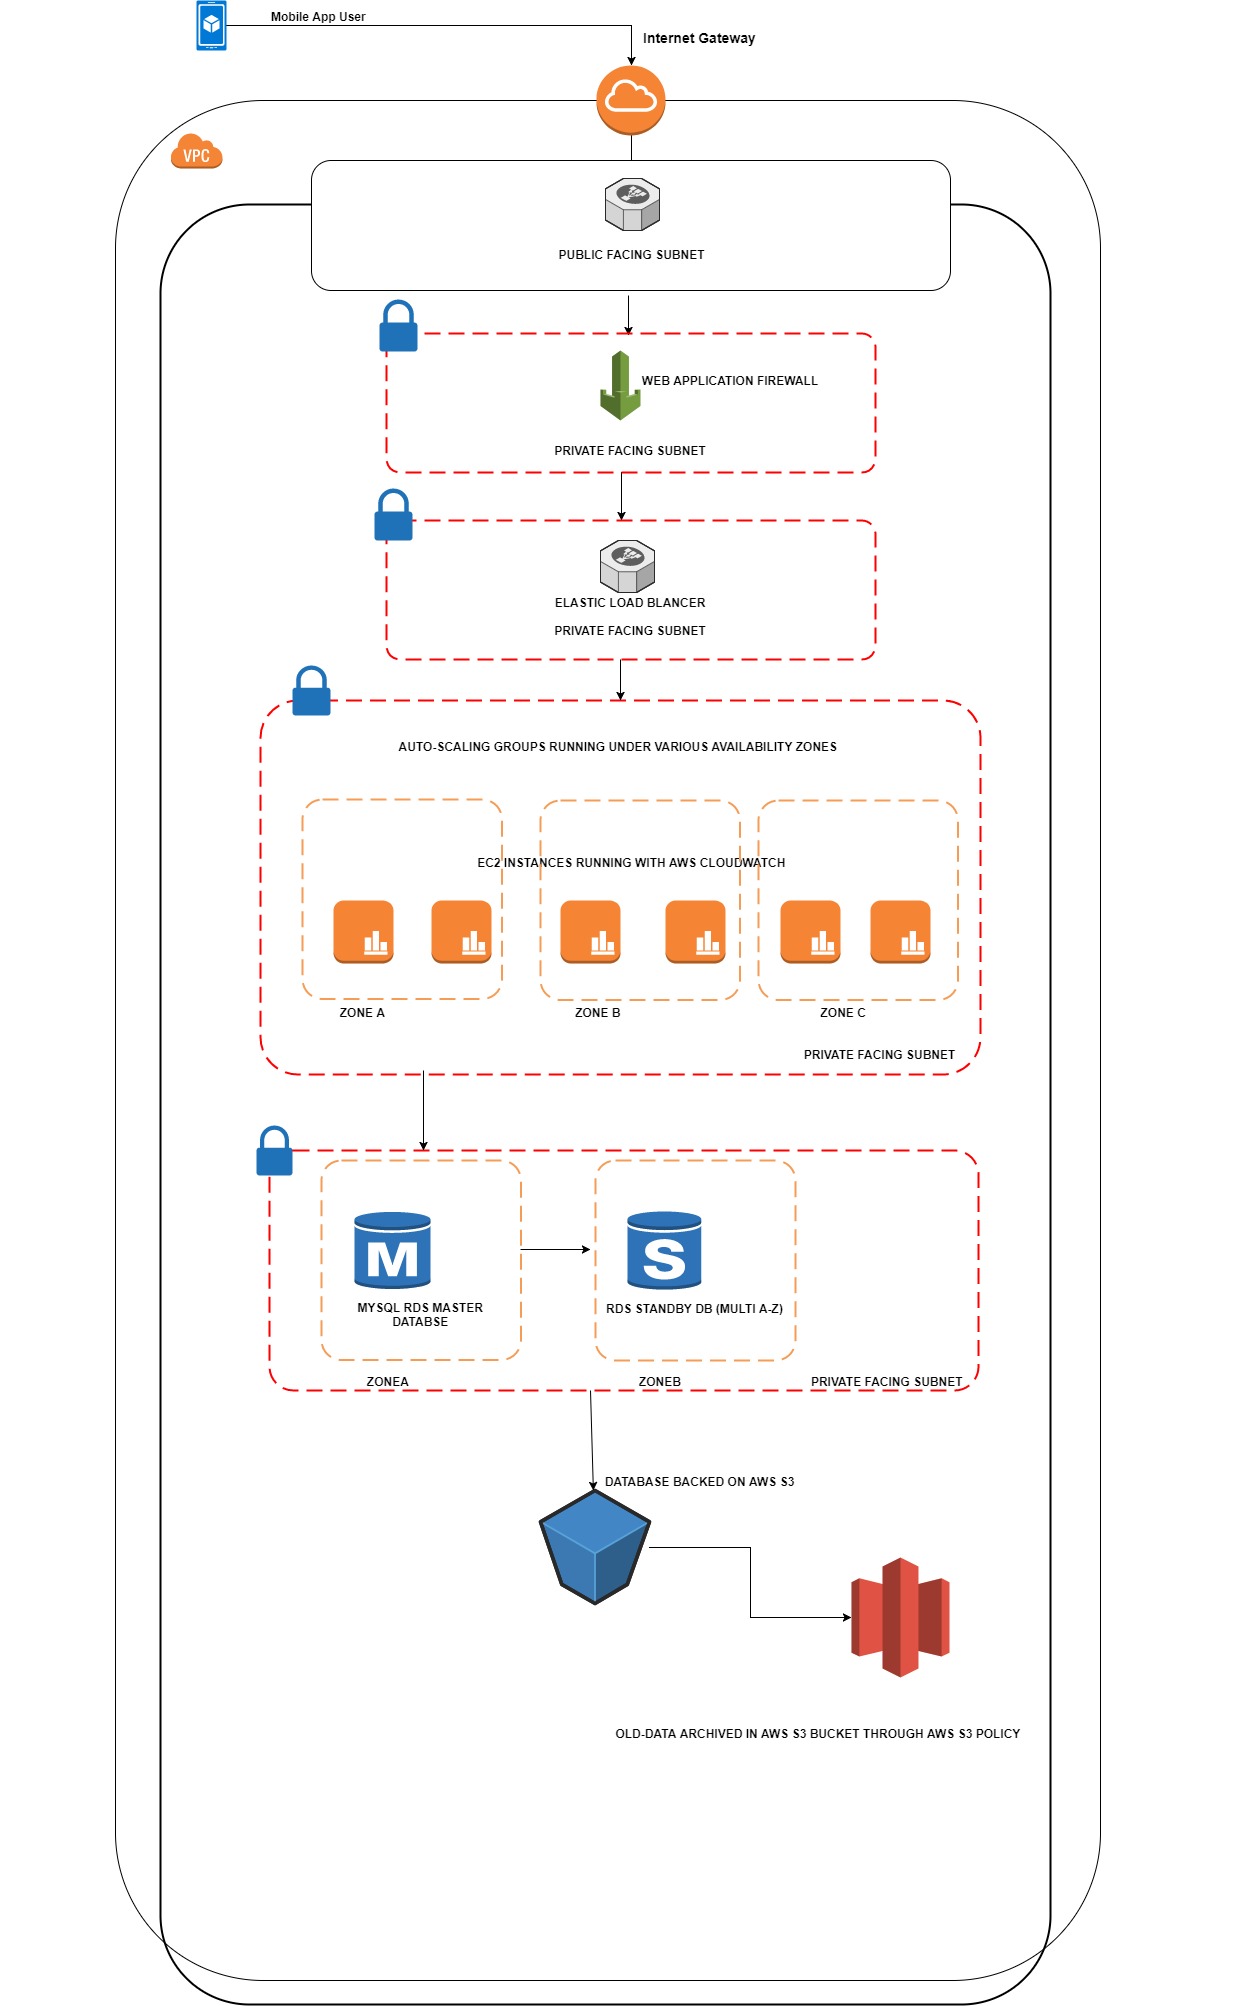 Mobile App User
Internet Gateway
VPC
PUBLIC FACING SUBNET
WEB APPLICATION FIREWALL
PRIVATE FACING SUBNET
ELASTIC LOAD BLANCER
PRIVATE FACING SUBNET
AUTO-SCALING GROUPS RUNNING UNDER VARIOUS AVAILABILITY ZONES
EC2 INSTANCES RUNNING WITH AWS CLOUDWATCH
ZONE A
ZONE B
ZONE C
PRIVATE FACING SUBNET
M
S
MYSQL RDS MASTER
DATABSE
RDS STANDBY DB (MULTI A-Z)
ZONEA
ZONEB
PRIVATE FACING SUBNET
DATABASE BACKED ON AWS S3
OLD-DATA ARCHIVED IN AWS S3 BUCKET THROUGH AWS S3 POLICY